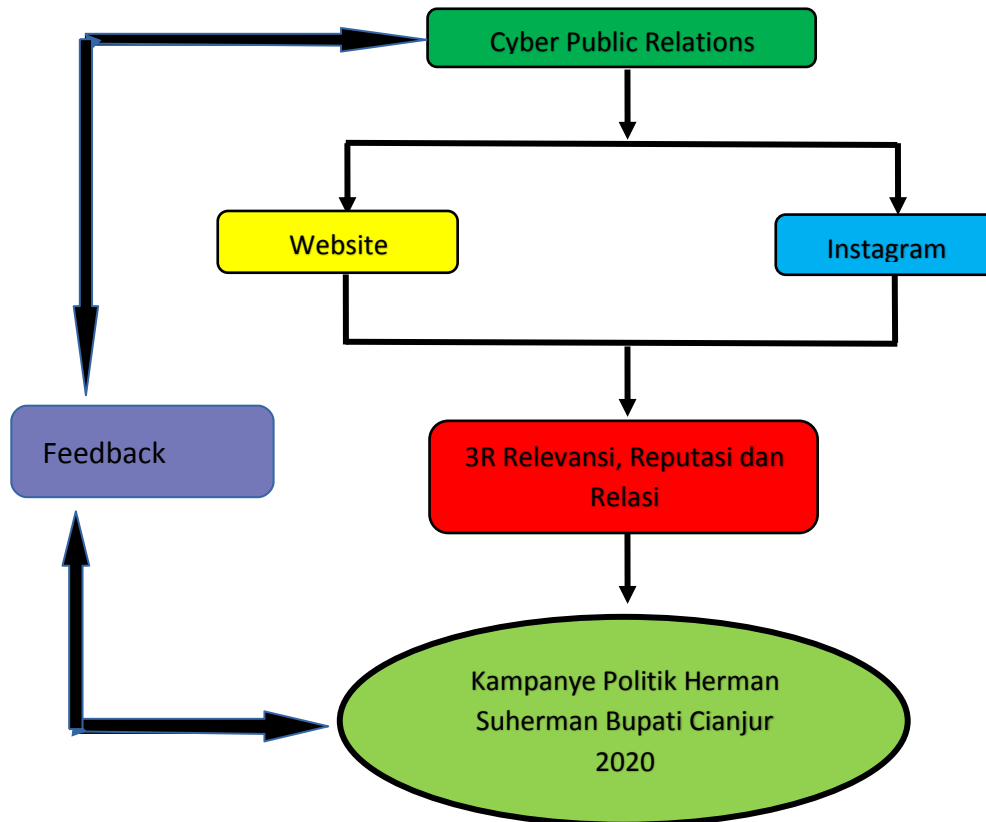 Cyber Public Relations
Website
Instagram
Feedback
3R Relevansi, Reputasi dan
Relasi
Kampanye Politik Herman
Suherman Bupati Cianjur
2020